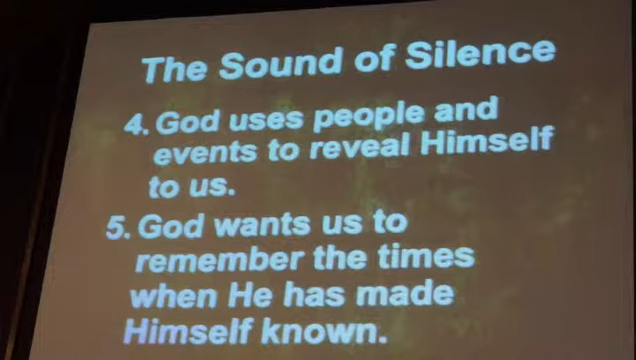 The Sound of Silence
4. God uses people and
events to reveal Himself
to us.
5. God wants us to
remember the times
when He has made
Himself known.